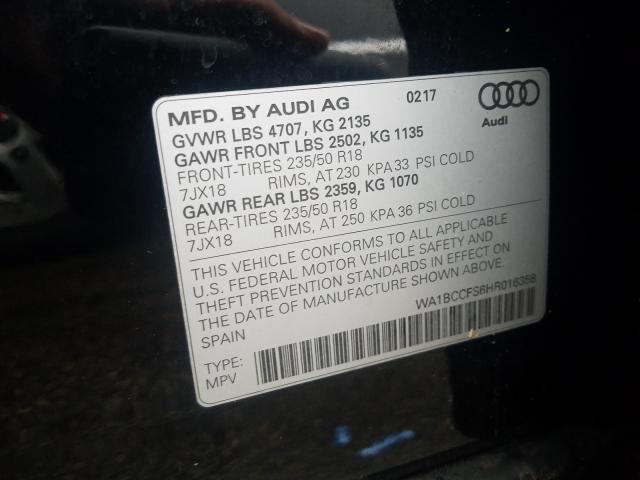 MFD. BY AUDI AG 0217
GVWR LBS 4707, KG 2135
GAWR FRONT LBS 2502, KG 1135
FRONT-TIRES 235/50 R18
7JX18 RIMS, AT 230 KPA 33 PSI COLD
GAWR REAR LBS 2359, KG 1070
REAR-TIRES 235/50 R18
7JX18 RIMS, AT 250 KPA 36 PSI COLD
Audi
THIS VEHICLE CONFORMS TO ALL APPLICABLE
U.S. FEDERAL MOTOR VEHICLE SAFETY AND
THEFT PREVENTION STANDARDS IN EFFECT ON
THE DATE OF MANUFACTURE SHOWN ABOVE.
SPAIN
WA1BCCFS6HR016358
TYPE:
MPV